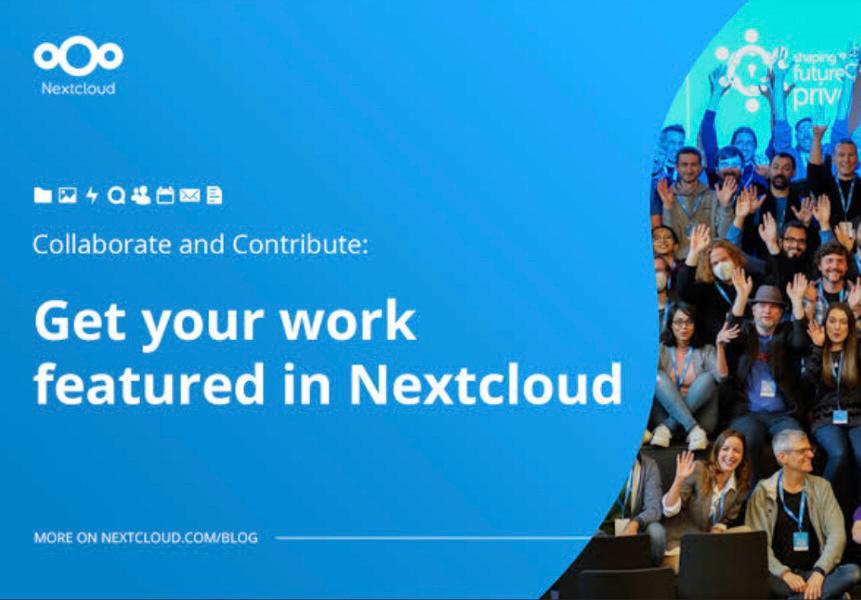 Nextcloud
Collaborate and Contribute:
Get your work
featured in Nextcloud
MORE ON NEXTCLOUD.COM/BLOG
shaping
future
priv